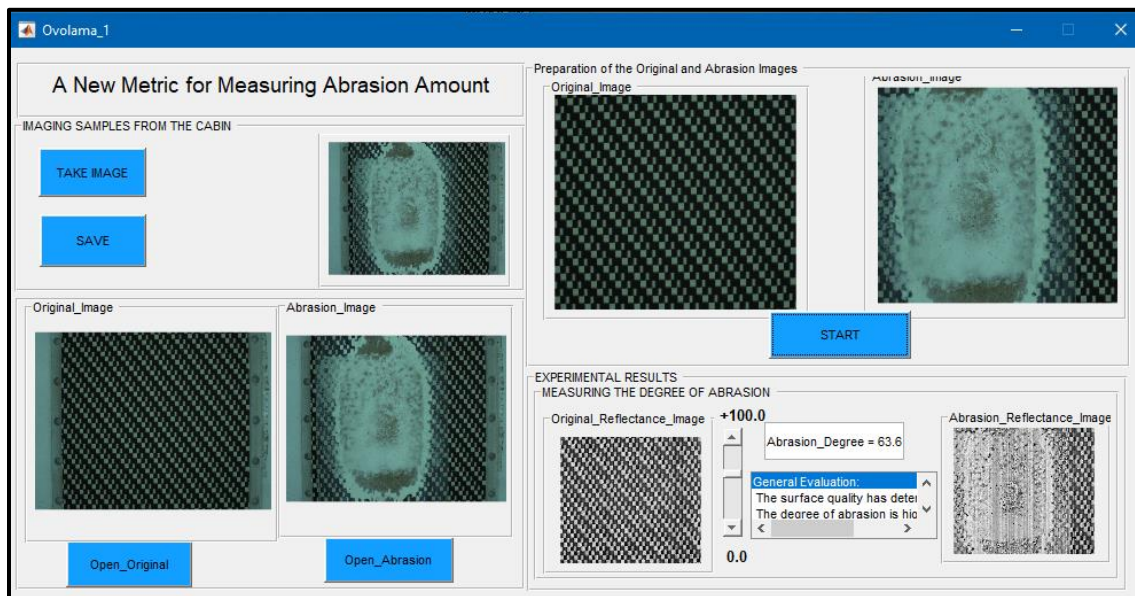 Ovolama_1
A New Metric for Measuring Abrasion Amount
IMAGING SAMPLES FROM THE CABIN
TAKE IMAGE
SAVE
Original_Image
Abrasion_Image
Open_Original
Open_Abrasion
Preparation of the Original and Abrasion Images
Original_Image
Abrasion_Image
START
EXPERIMENTAL RESULTS
MEASURING THE DEGREE OF ABRASION
Original_Reflectance_Image
+100.0
Abrasion_Degree = 63.6
General Evaluation:
The surface quality has deter
The degree of abrasion is hig
0.0
Abrasion_Reflectance_Image